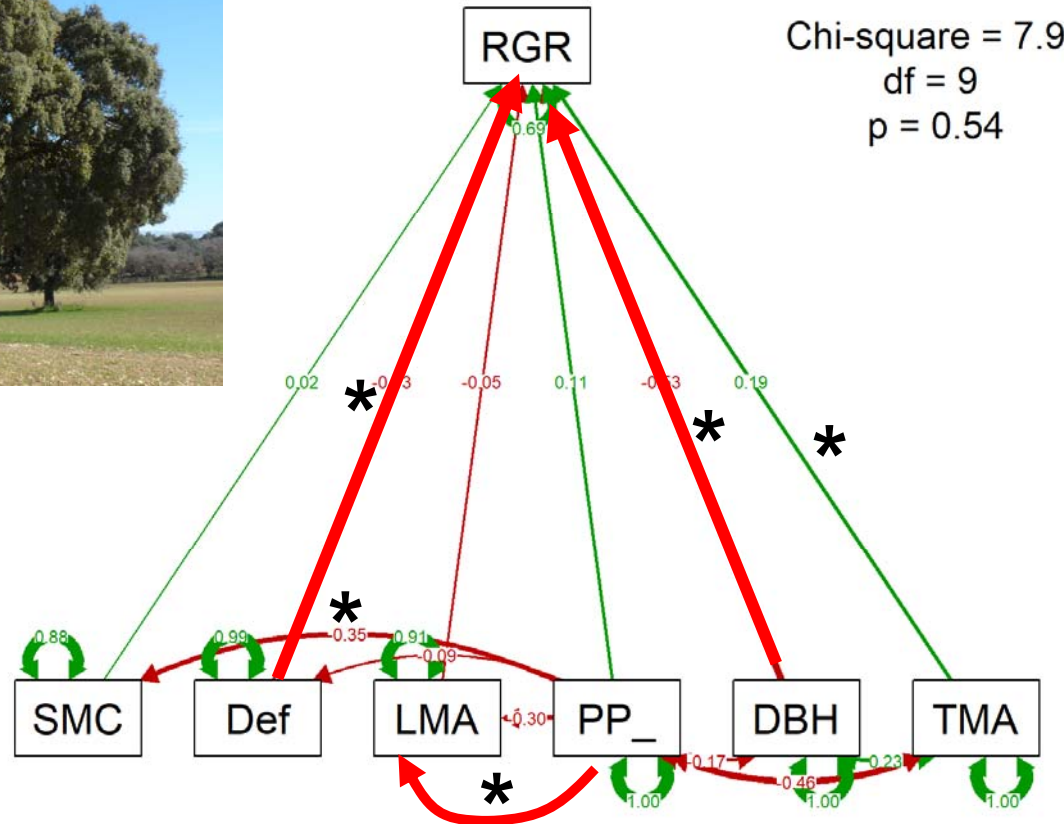 RGR
Chi-square = 7.9
df = 9
p = 0.54
0.69
0.02
-0.05
0.11
0.19
*
*
*
*
0.88
0.99
-0.35
0.91
-0.09
SMC
Def
LMA
-0.30
PP_
DBH
TMA
-0.17
0.23
-0.46
*
1.00
1.00
1.00